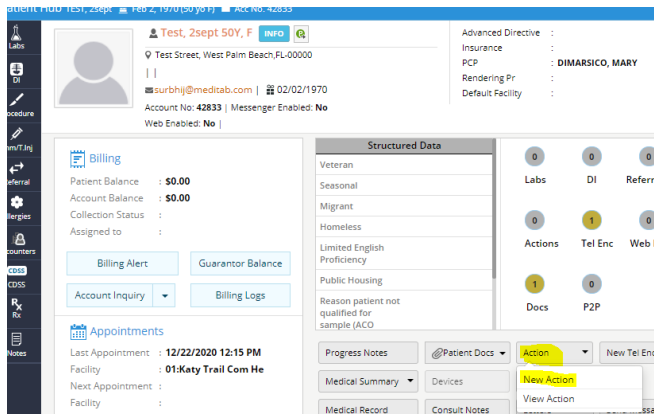 atient Hub TEST, 2sept Feb 2, 1970 (50 yo F) Acc No. 42833
Labs
DI
ocedure
nm/T.Inj
eferral
llergies
counters
CDSS
CDSS
Rx
Rx
Notes
Test, 2sept 50Y, F INFO
Test Street, West Palm Beach,FL-00000
| |
surbhij@meditab.com | 02/02/1970
Account No: 42833 | Messenger Enabled: No
Web Enabled: No |
Advanced Directive :
Insurance :
PCP : DIMARSICO, MARY
Rendering Pr :
Default Facility :
Billing
Patient Balance : $0.00
Account Balance : $0.00
Collection Status :
Assigned to :
Billing Alert Guarantor Balance
Account Inquiry Billing Logs
Appointments
Last Appointment : 12/22/2020 12:15 PM
Facility : 01:Katy Trail Com He
Next Appointment :
Facility :
Structured Data
Veteran
Seasonal
Migrant
Homeless
Limited English
Proficiency
Public Housing
Reason patient not
qualified for
sample (ACO
0 0 0
Labs DI Referr
0 1 0
Actions Tel Enc Web
1 0
Docs P2P
Progress Notes Patient Docs Action New Tel Enc
Medical Summary Devices New Action
View Action
Medical Record Consult Notes